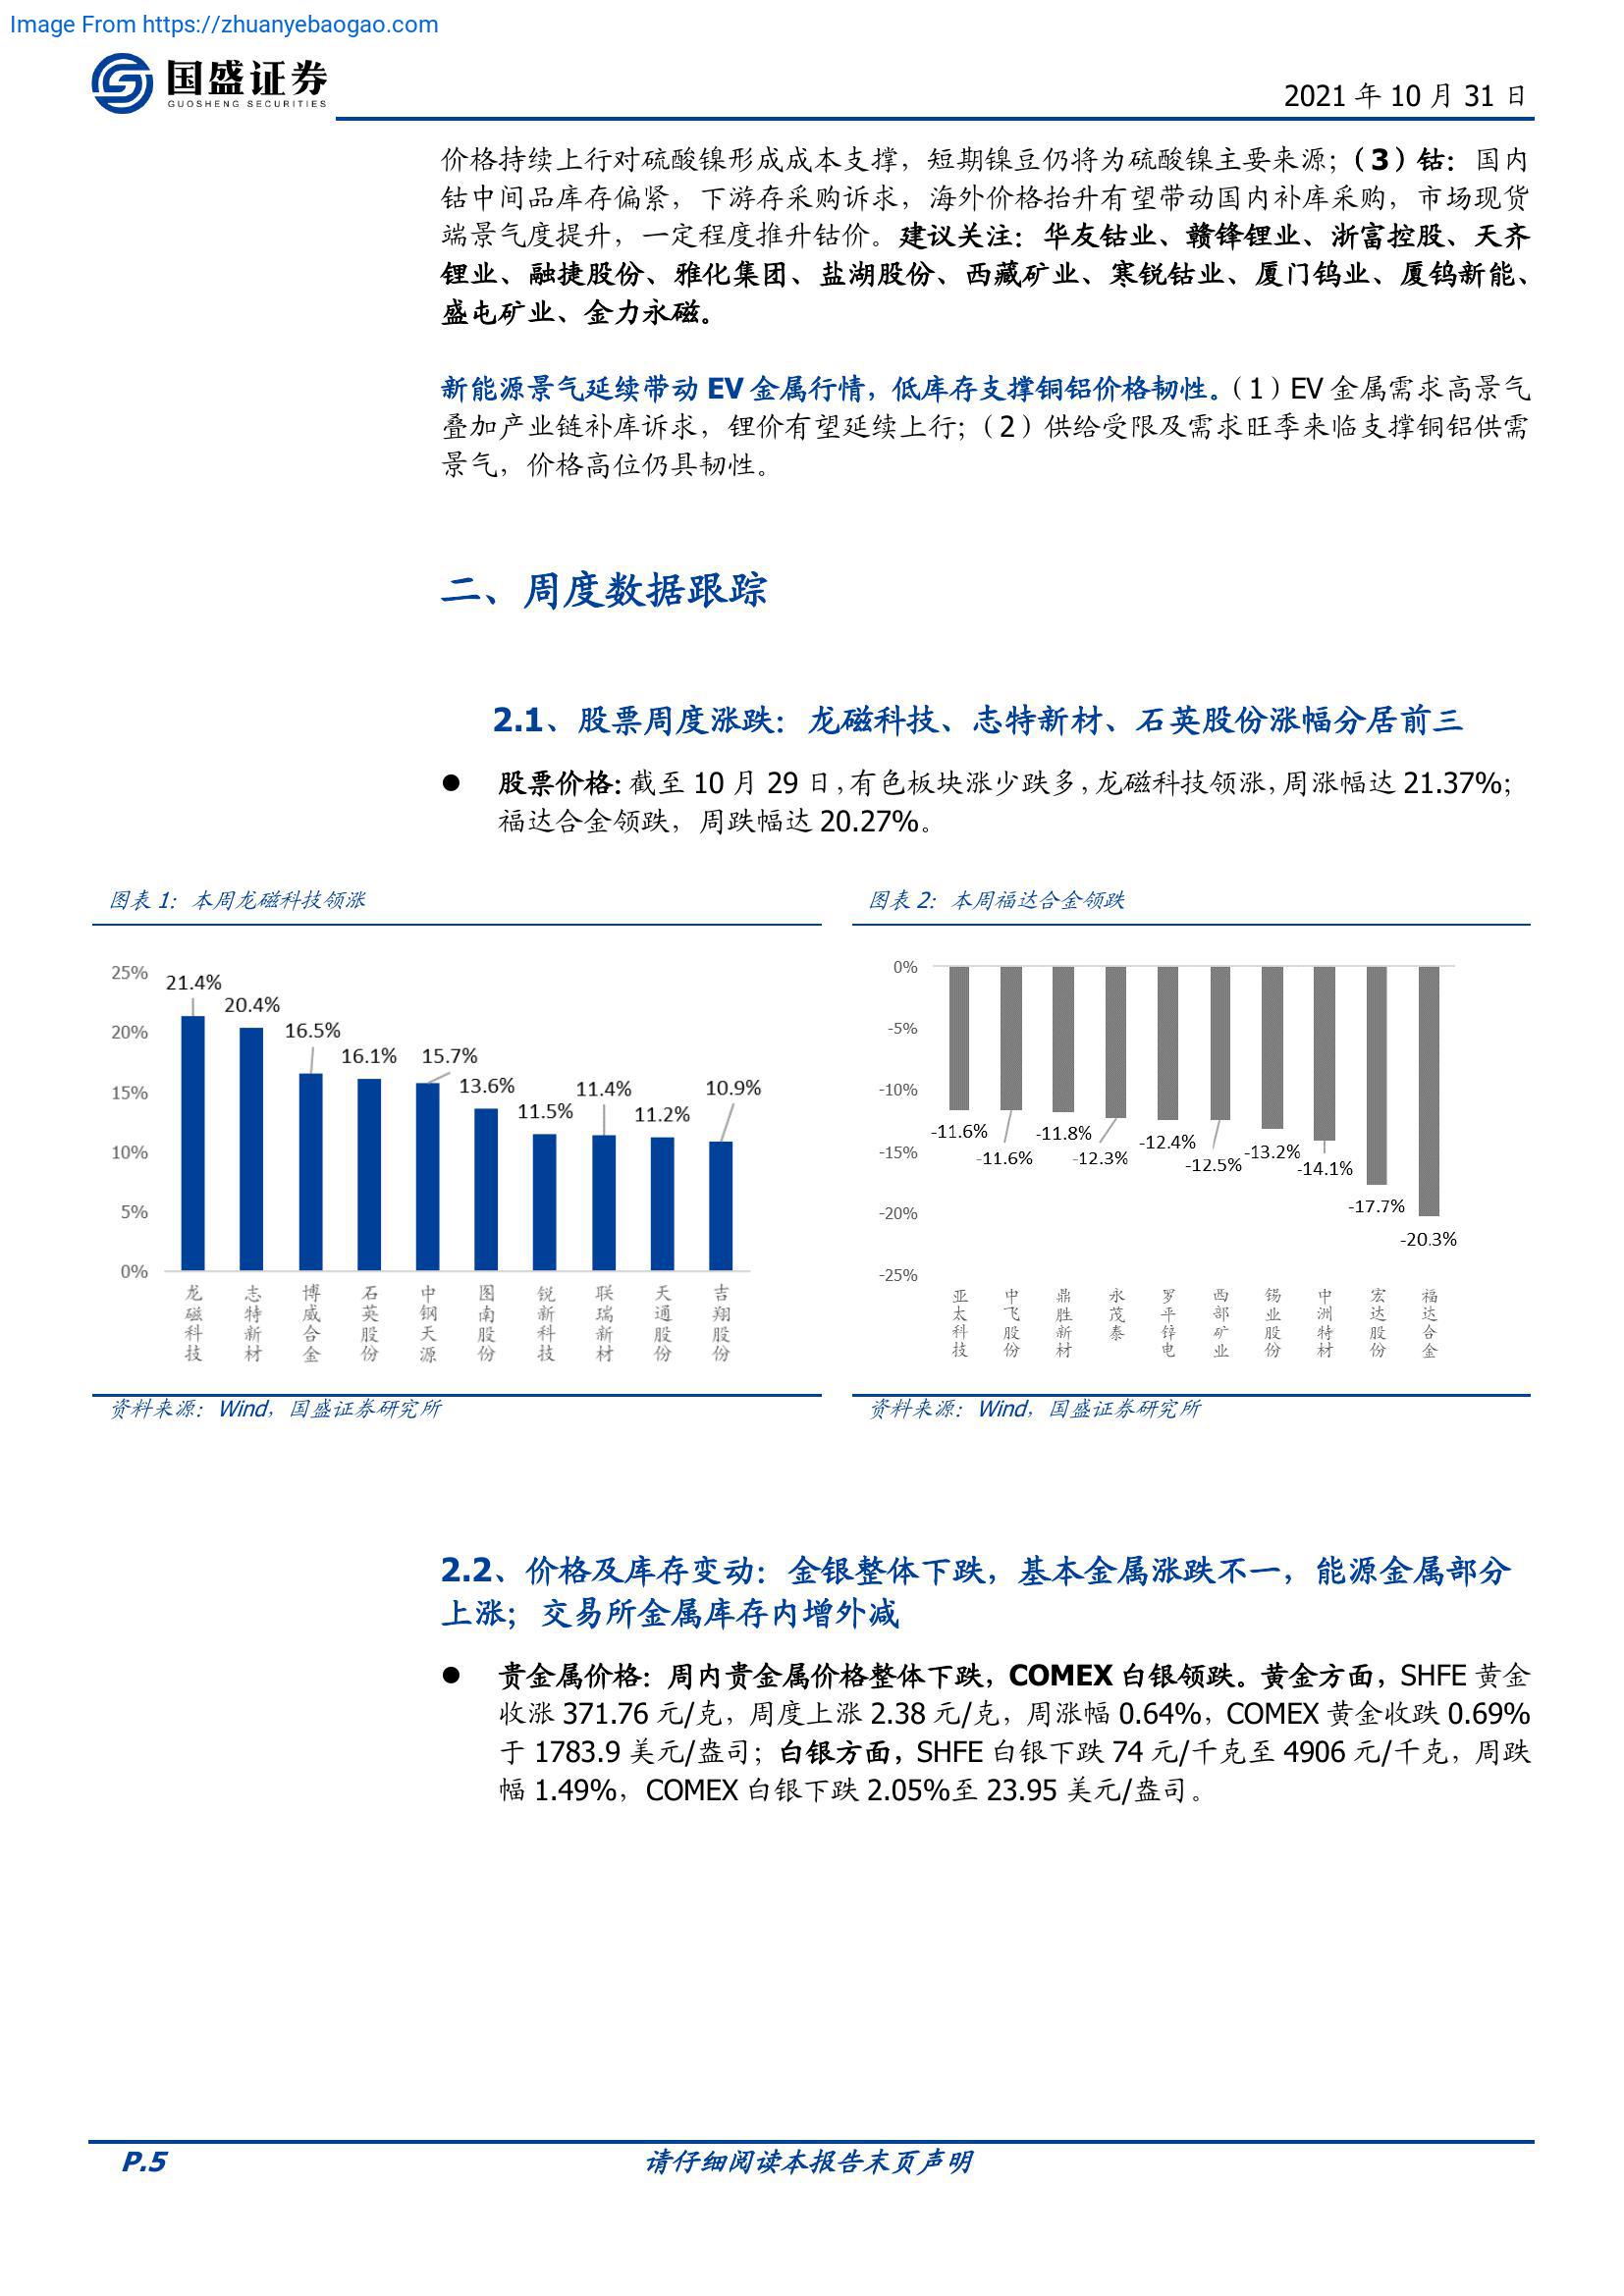 Image From https://zhuanyebaogao.com
国盛证券
GUOSHENG SECURITIES
2021 年 10 月 31 日
价格持续上行对硫酸镍形成成本支撑，短期镍豆仍将为硫酸镍主要来源；（3）钴：国内
钴中间品库存偏紧，下游存采购诉求，海外价格抬升有望带动国内补库采购，市场现货
端景气度提升，一定程度推升钴价。建议关注：华友钴业、赣锋锂业、浙富控股、天齐
锂业、融捷股份、雅化集团、盐湖股份、西藏矿业、寒锐钴业、厦门钨业、厦钨新能、
盛屯矿业、金力永磁。
新能源景气延续带动 EV 金属行情，低库存支撑铜铝价格韧性。（1）EV 金属需求高景气
叠加产业链补库诉求，锂价有望延续上行；（2）供给受限及需求旺季来临支撑铜铝供需
景气，价格高位仍具韧性。
二、周度数据跟踪
2.1、股票周度涨跌：龙磁科技、志特新材、石英股份涨幅分居前三
● 股票价格：截至 10 月 29 日，有色板块涨少跌多，龙磁科技领涨，周涨幅达 21.37%；
福达合金领跌，周跌幅达 20.27%。
图表 1：本周龙磁科技领涨
25%
20%
15%
10%
5%
0%
21.4%
20.4%
16.5%
16.1%
15.7%
13.6%
11.5%
11.4%
11.2%
10.9%
龙磁科技
志特新材
博威合金
石英股份
中钢天源
图南股份
锐新科技
联瑞新材
天通股份
吉翔股份
资料来源：Wind，国盛证券研究所
图表 2：本周福达合金领跌
0%
-5%
-10%
-15%
-20%
-25%
-11.6%
-11.6%
-11.8%
-12.3%
-12.4%
-12.5%
-13.2%
-14.1%
-17.7%
-20.3%
亚太科技
中飞股份
鼎胜新材
永茂泰
罗平锌电
西部矿业
锡业股份
中洲特材
宏达股份
福达合金
资料来源：Wind，国盛证券研究所
2.2、价格及库存变动：金银整体下跌，基本金属涨跌不一，能源金属部分
上涨；交易所金属库存内增外减
● 贵金属价格：周内贵金属价格整体下跌，COMEX 白银领跌。黄金方面，SHFE 黄金
收涨 371.76 元/克，周度上涨 2.38 元/克，周涨幅 0.64%，COMEX 黄金收跌 0.69%
于 1783.9 美元/盎司；白银方面，SHFE 白银下跌 74 元/千克至 4906 元/千克，周跌
幅 1.49%，COMEX 白银下跌 2.05%至 23.95 美元/盎司。
P.5
请仔细阅读本报告末页声明